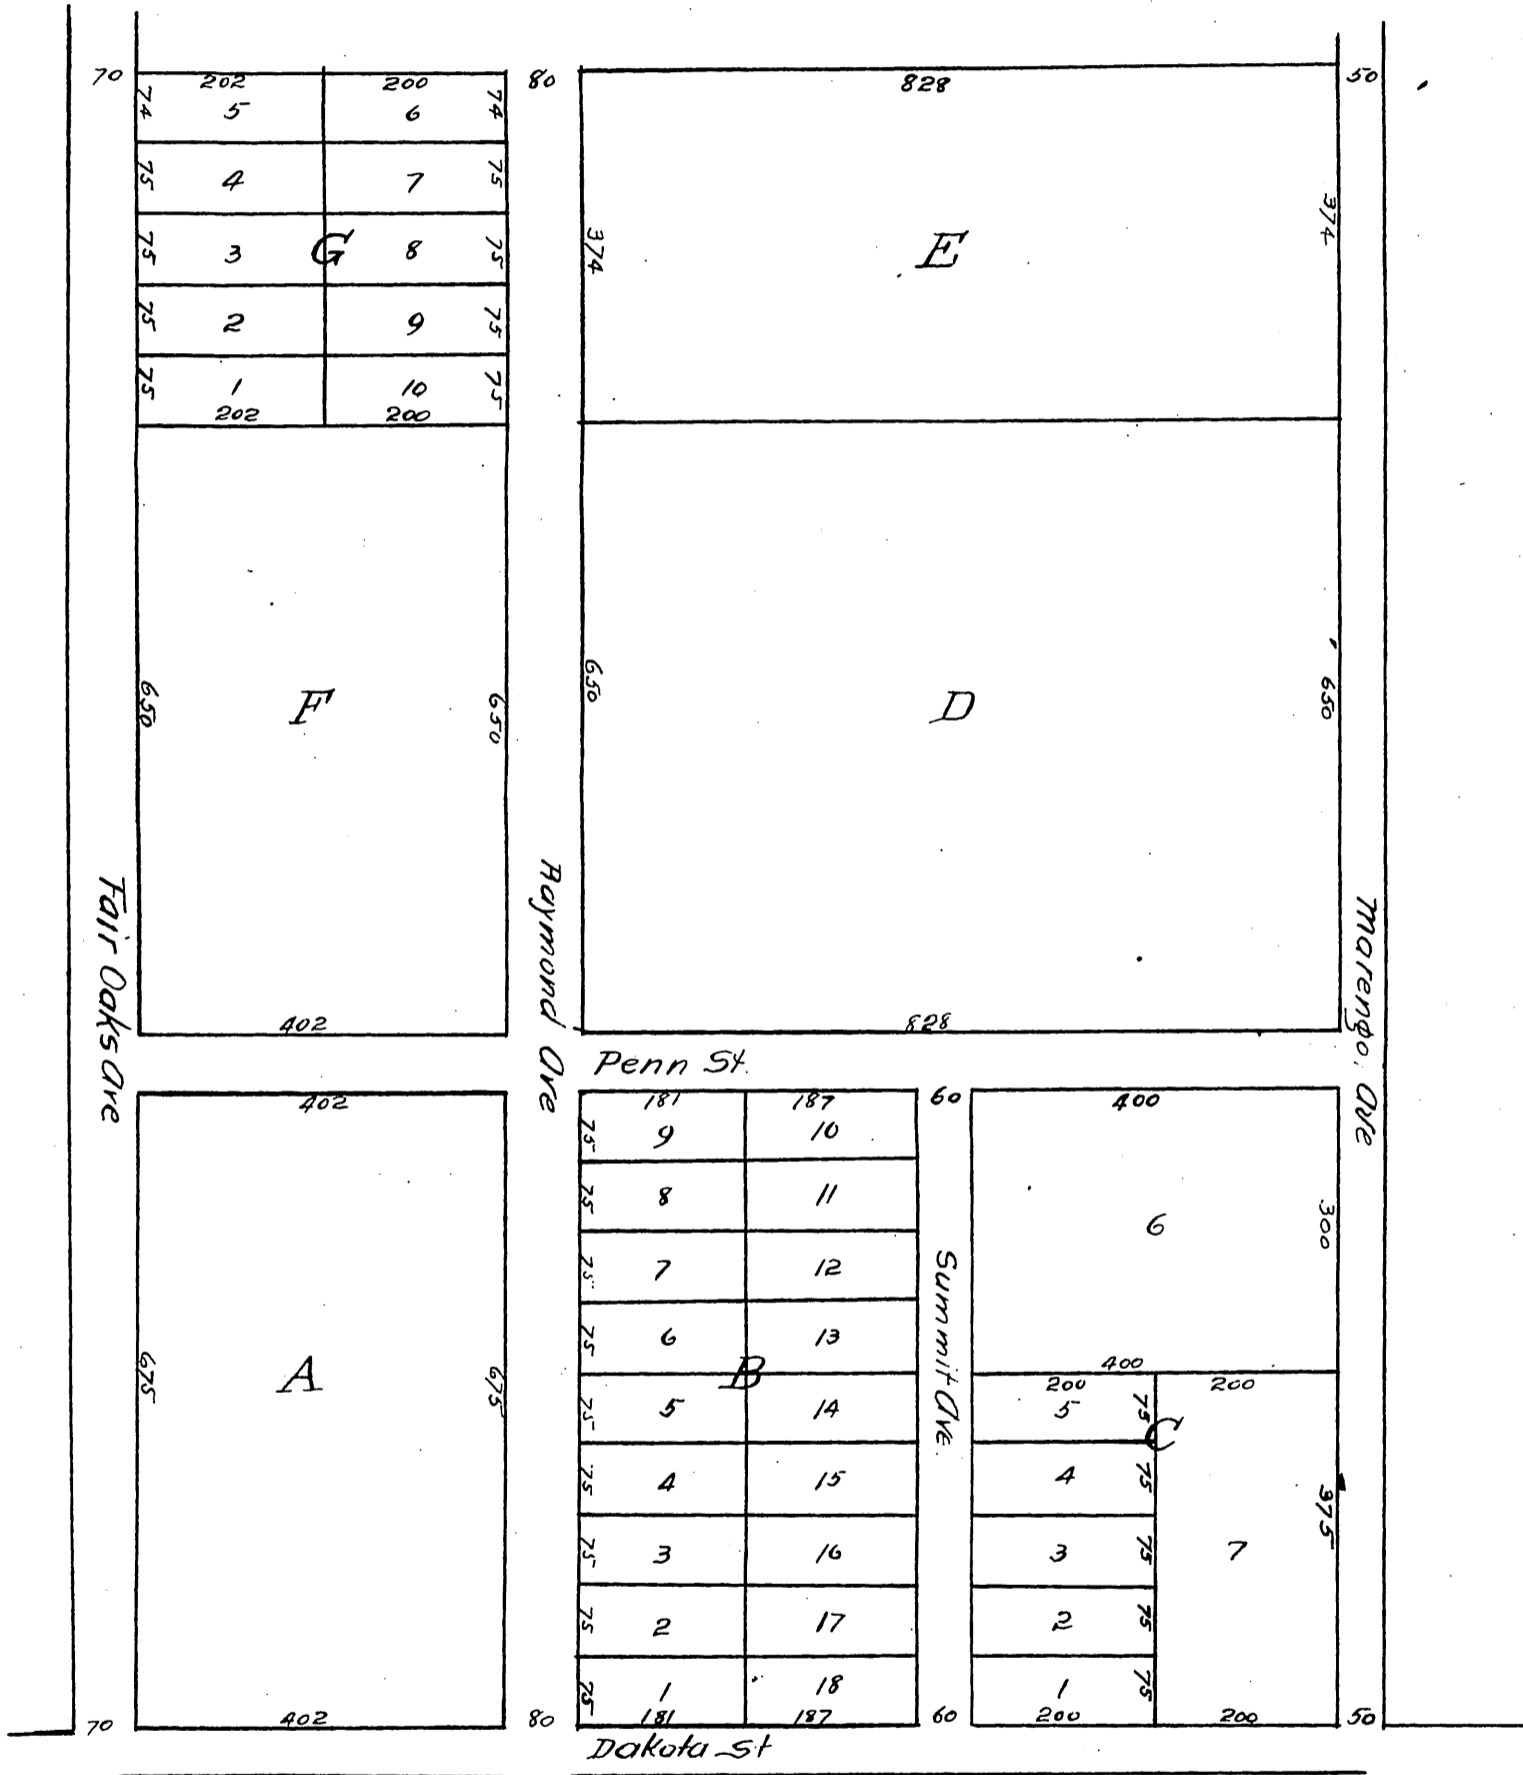 70 202 200 80 828 50
74 5 6 74
75 4 7 75
374 374
75 3 G 8 75 E
75 2 9 75
75 1 10 75
202 200
650 F 650 650 D 650
Fair Oaks Ave
Raymond Ave
Marengo. Ave
402 828
Penn St.
402 181 187 60 400
75 9 10
75 8 11
6 300
75 7 12
Summit Ave.
75 6 13
400
675 A 675 B
200 200
75 5 14 5 75
C
75 4 15 4 75
375
75 3 16 3 75 7
75 2 17 2 75
75 1 18 1 75
70 402 80 181 187 60 200 200 50
Dakota St